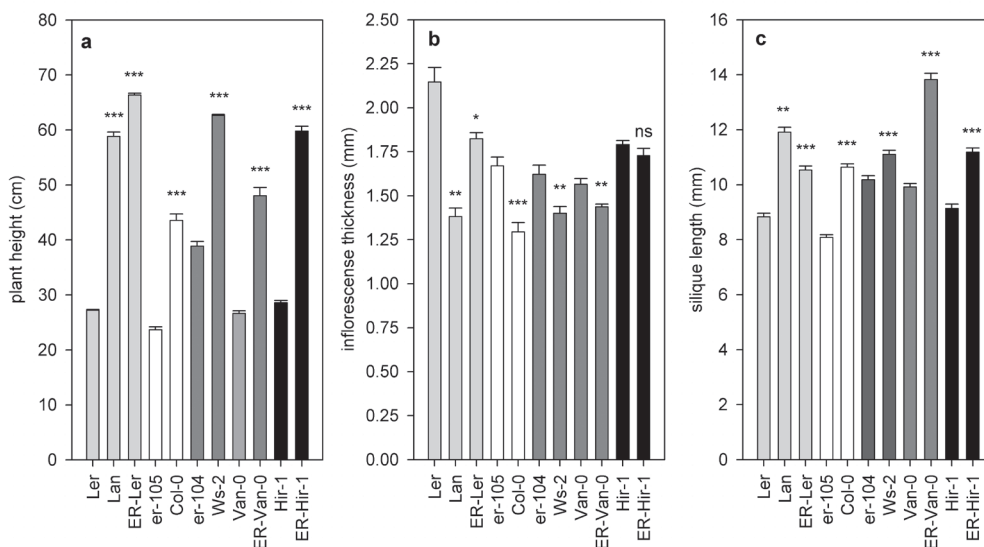 a
plant height (cm)
80
70
60
50
40
30
20
10
0
***
***
***
***
***
***
Ler
Lan
ER-Ler
er-105
Col-0
er-104
Ws-2
Van-0
ER-Van-0
Hir-1
ER-Hir-1
b
inflorescense thickness (mm)
2.50
2.25
2.00
1.75
1.50
1.25
1.00
0.75
0.50
0.25
0.00
**
*
***
**
**
ns
Ler
Lan
ER-Ler
er-105
Col-0
er-104
Ws-2
Van-0
ER-Van-0
Hir-1
ER-Hir-1
c
silique length (mm)
16
14
12
10
8
6
4
2
0
**
***
***
***
***
***
Ler
Lan
ER-Ler
er-105
Col-0
er-104
Ws-2
Van-0
ER-Van-0
Hir-1
ER-Hir-1